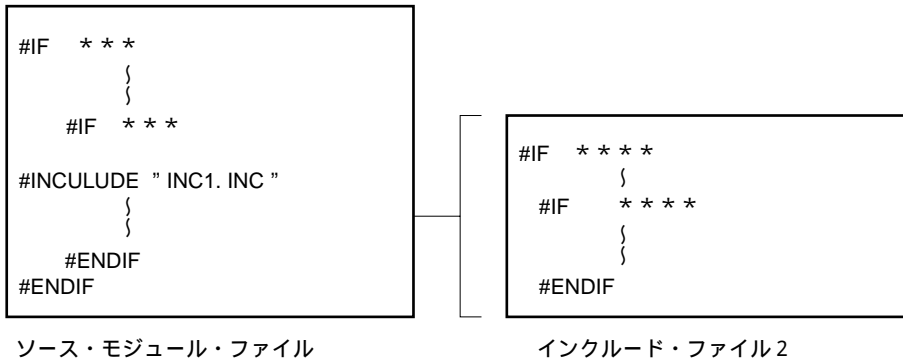 #IF ＊＊＊
#IF ＊＊＊
#INCULUDE ” INC1. INC ”
#ENDIF
#ENDIF
ソース・モジュール・ファイル
#IF ＊＊＊＊
#IF ＊＊＊＊
#ENDIF
インクルード・ファイル2